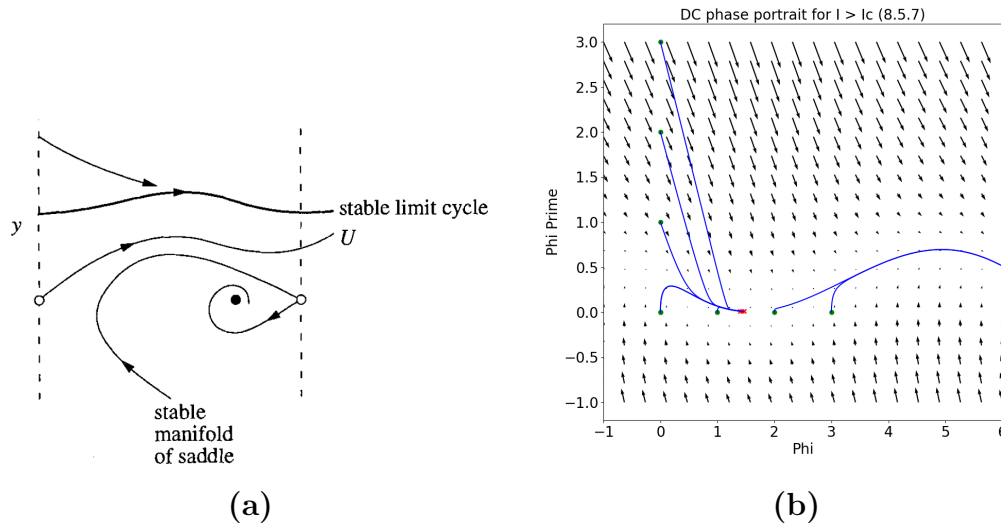 y
stable limit cycle
U
stable
manifold
of saddle
(a)
DC phase portrait for I > Ic (8.5.7)
Phi Prime
3.0
2.5
2.0
1.5
1.0
0.5
0.0
−0.5
−1.0
−1
0
1
2
3
4
5
6
Phi
(b)